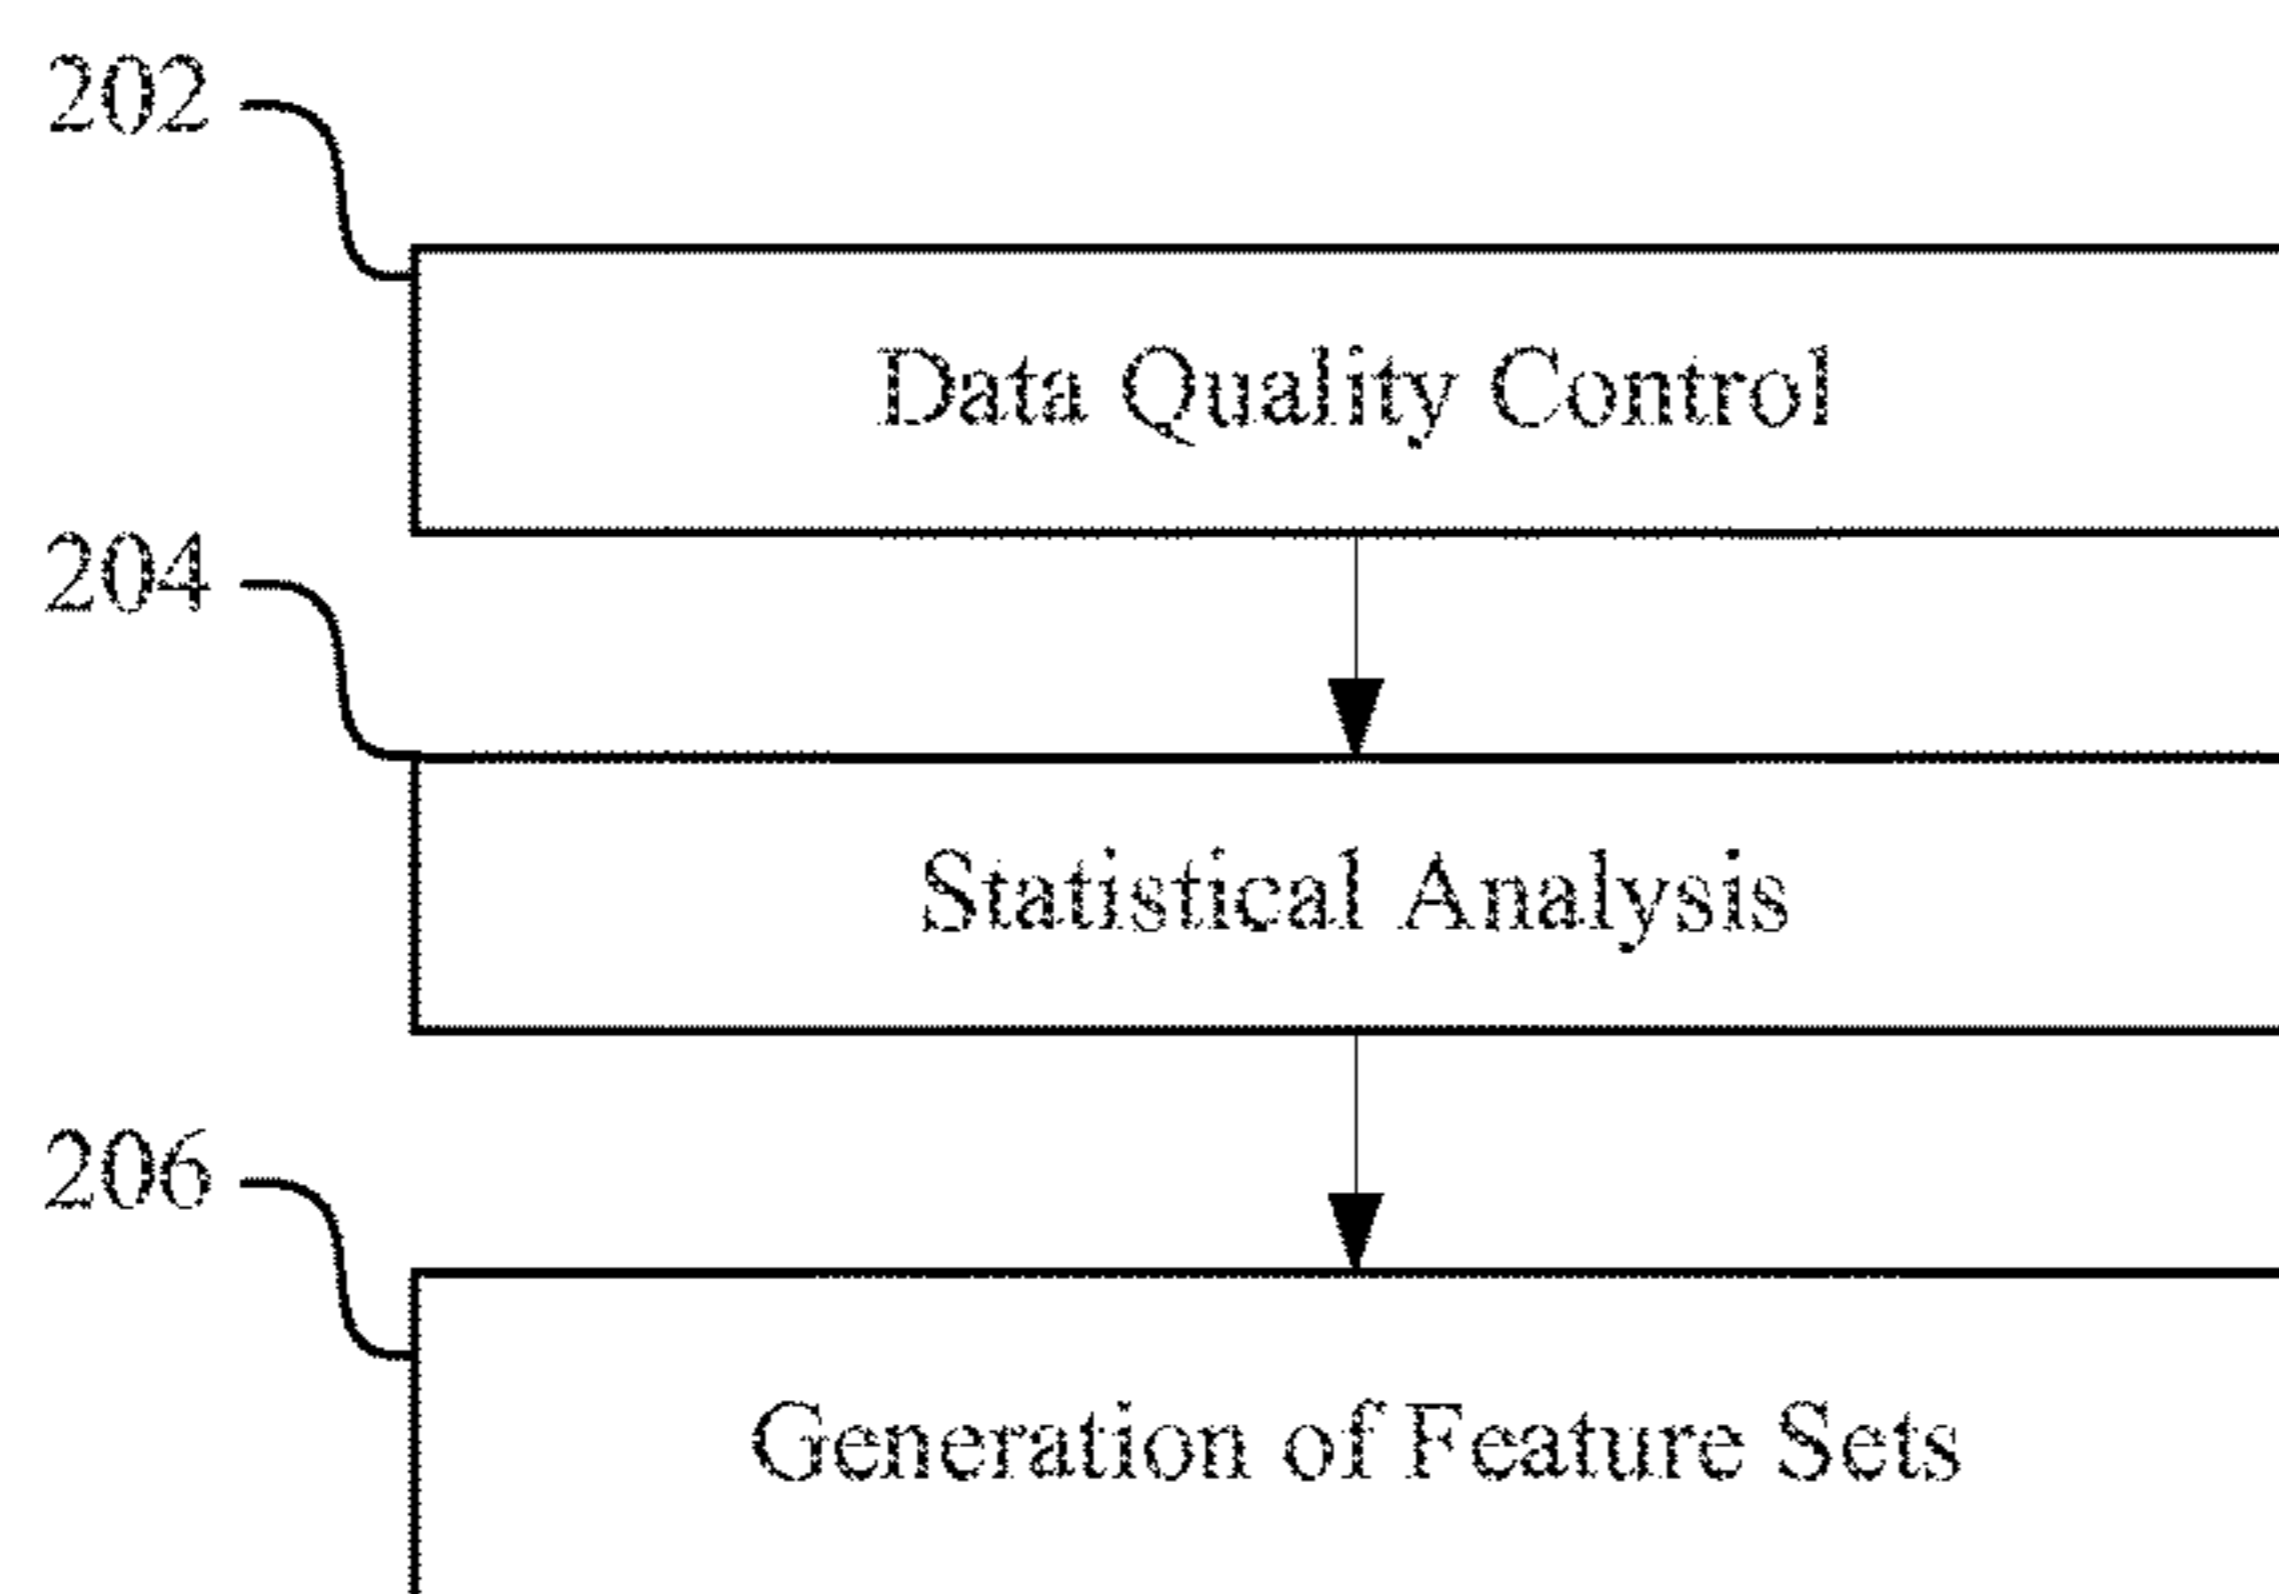 202
Data Quality Control
204
Statistical Analysis
206
Generation of Feature Sets